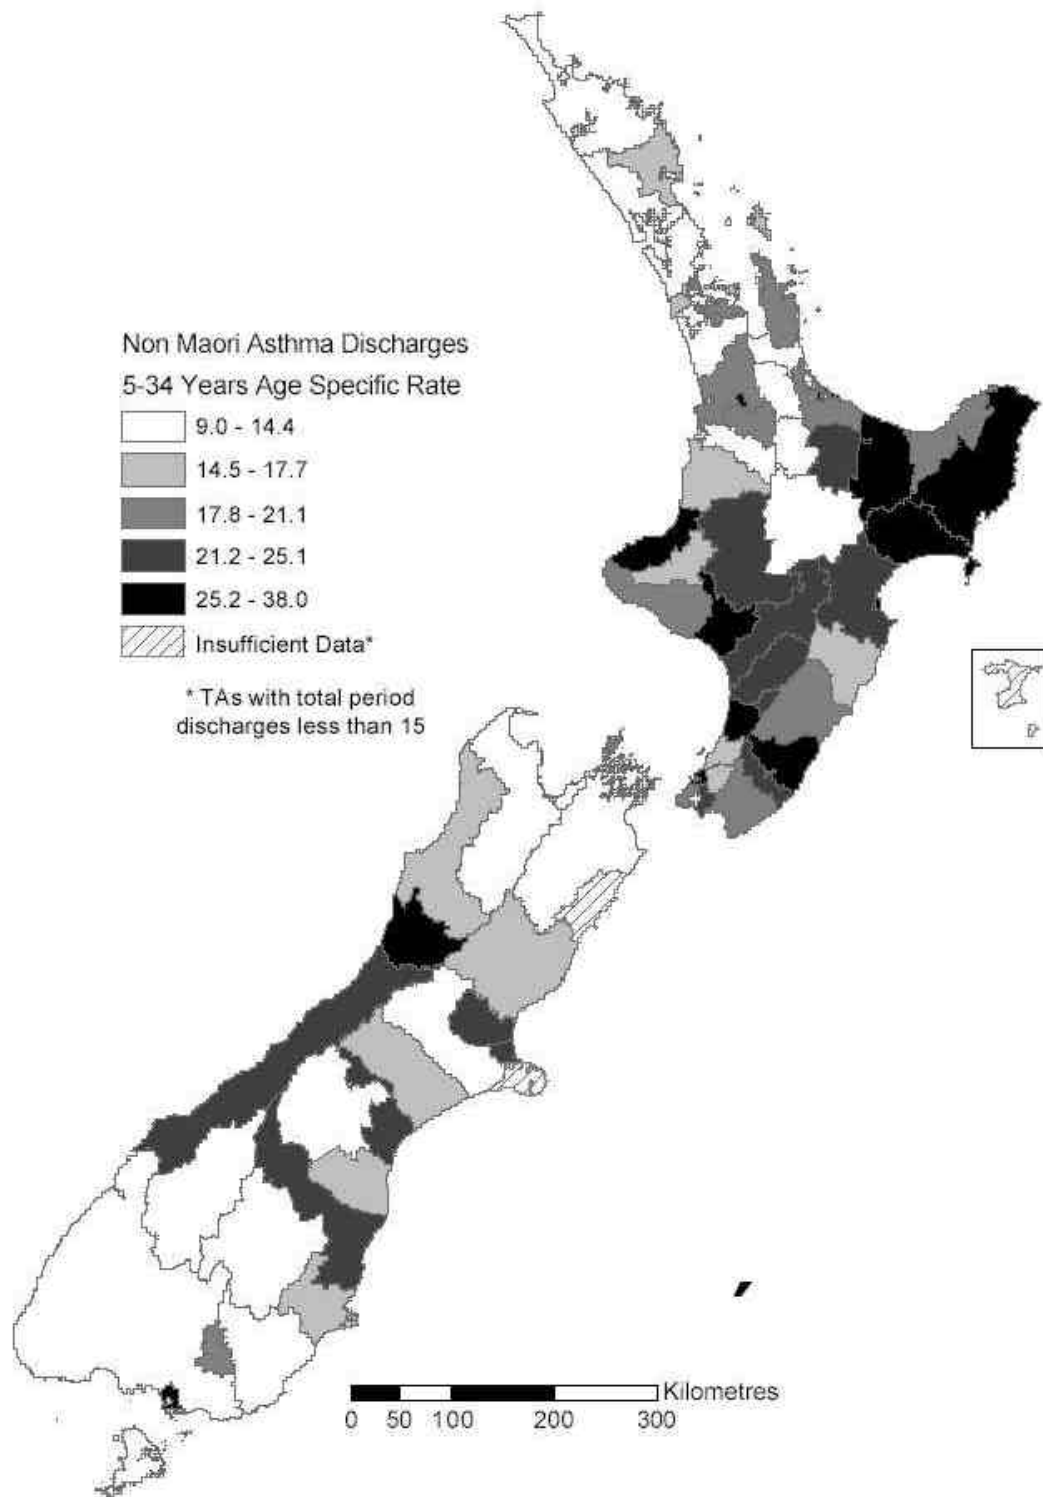 Non Maori Asthma Discharges
5-34 Years Age Specific Rate
9.0 - 14.4
14.5 - 17.7
17.8 - 21.1
21.2 - 25.1
25.2 - 38.0
Insufficient Data*
* TAs with total period
discharges less than 15
Kilometres
0 50 100 200 300